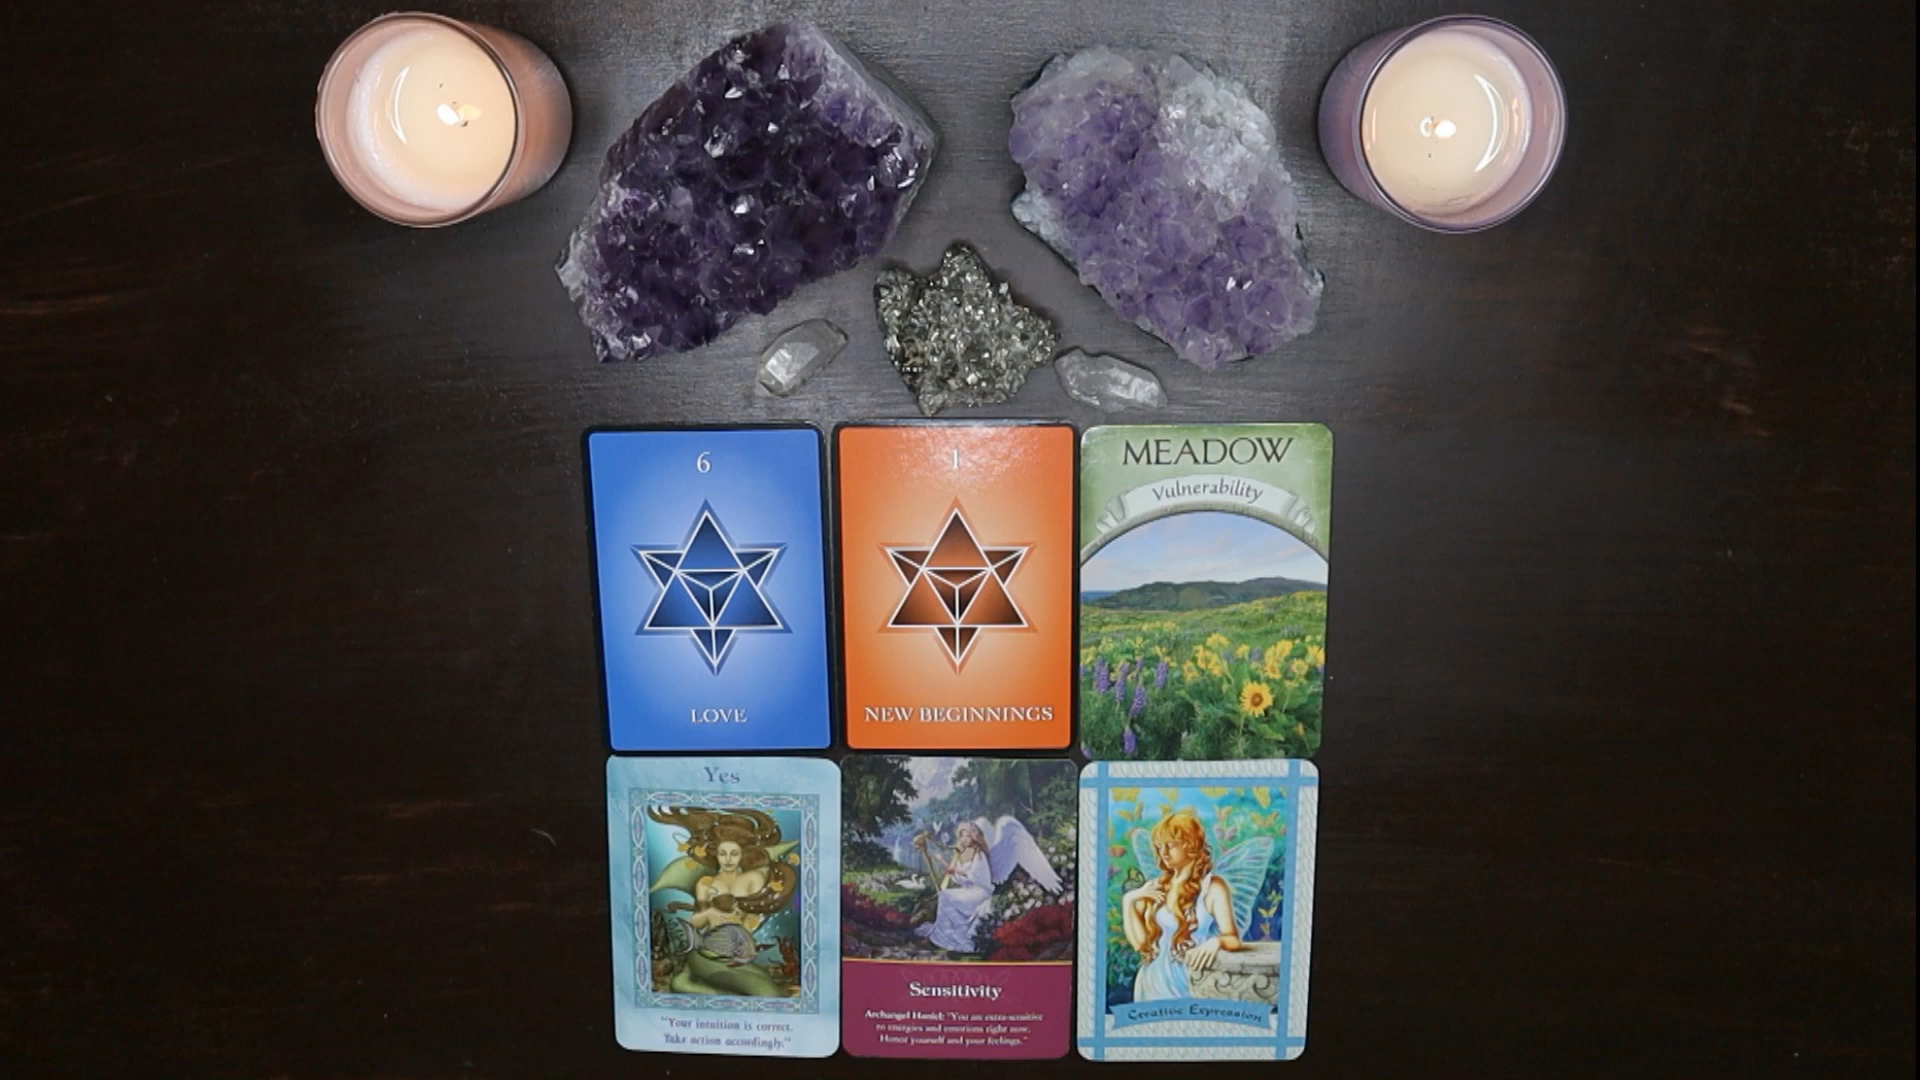 6
LOVE
1
NEW BEGINNINGS
MEADOW
Vulnerability
Yes
"Your intuition is correct.
Take action accordingly."
Sensitivity
Archangel Haniel: "You are extra-sensitive
to energies and emotions right now.
Honor yourself and your feelings."
Creative Expression